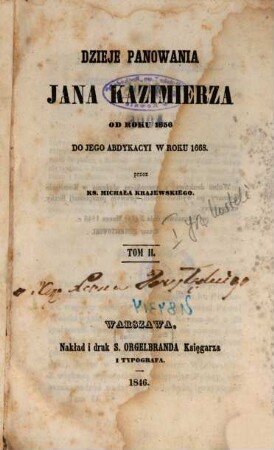 DZIEJE PANOWANIA
JANA KAZIMIERZA
OD ROKU 1656
DO JEGO ABDYKACYI W ROKU 1668.
przez
KS. MICHAŁA KRAJEWSKIEGO.
TOM II.
WARSZAWA,
Nakład i druk S. ORGELBRANDA Księgarza
I TYPOGRAFA.
1846.